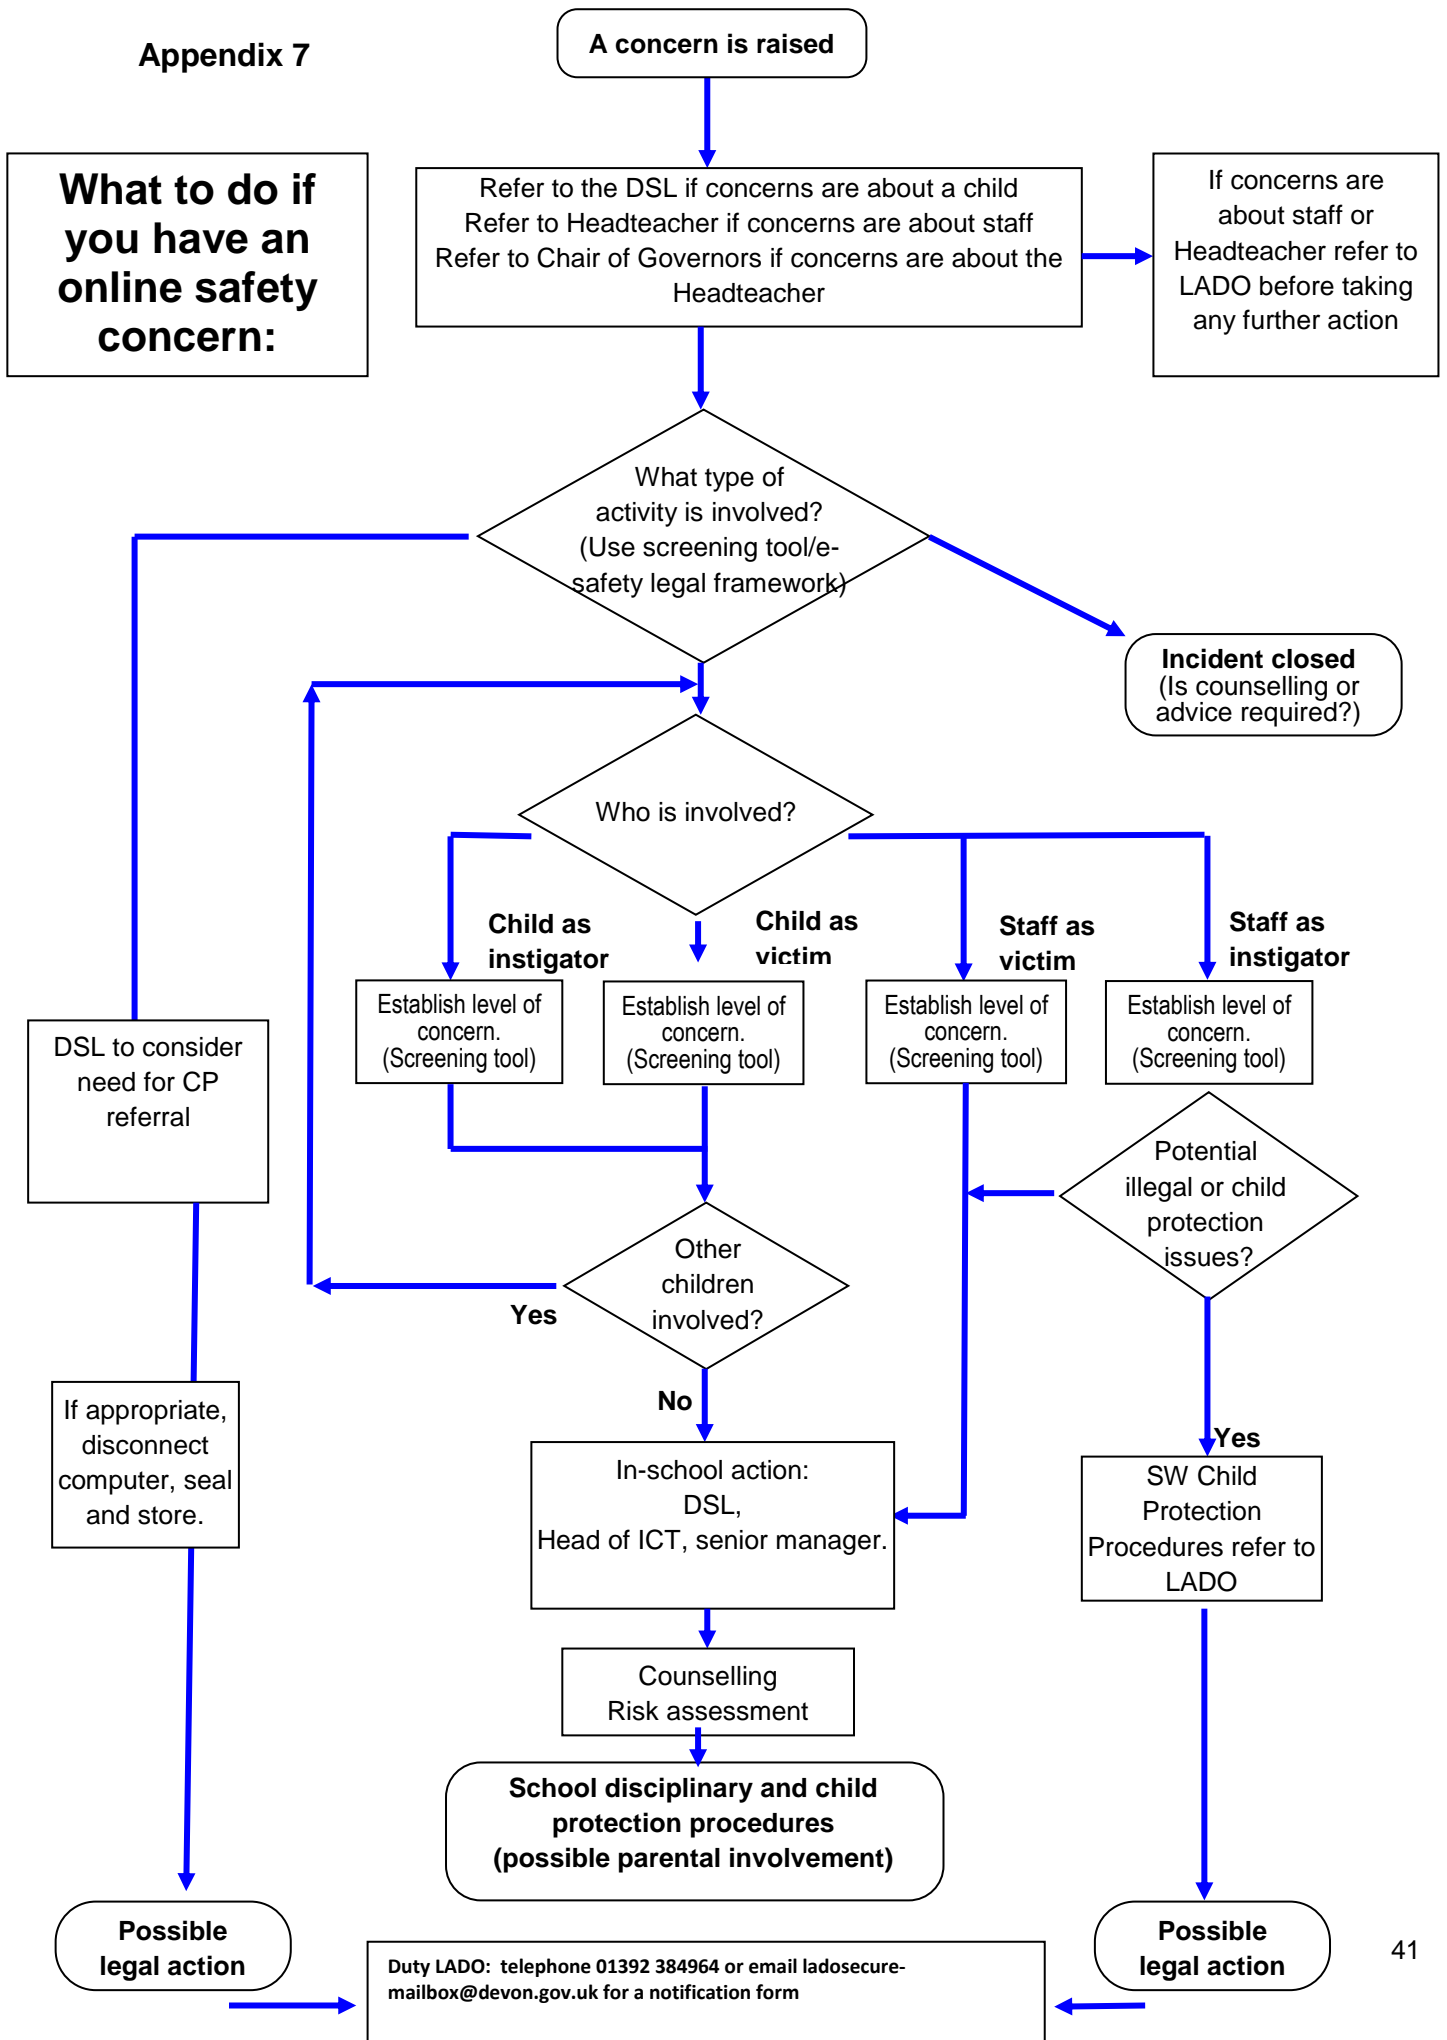 Appendix 7
A concern is raised
What to do if
you have an
online safety
concern:
Refer to the DSL if concerns are about a child
Refer to Headteacher if concerns are about staff
Refer to Chair of Governors if concerns are about the
Headteacher
If concerns are
about staff or
Headteacher refer to
LADO before taking
any further action
What type of
activity is involved?
(Use screening tool/e-
safety legal framework)
Incident closed
(Is counselling or
advice required?)
Who is involved?
Child as
instigator
Child as
victim
Staff as
victim
Staff as
instigator
Establish level of
concern.
(Screening tool)
Establish level of
concern.
(Screening tool)
Establish level of
concern.
(Screening tool)
Establish level of
concern.
(Screening tool)
DSL to consider
need for CP
referral
Potential
illegal or child
protection
issues?
Other
children
involved?
Yes
No
Yes
If appropriate,
disconnect
computer, seal
and store.
In-school action:
DSL,
Head of ICT, senior manager.
SW Child
Protection
Procedures refer to
LADO
Counselling
Risk assessment
School disciplinary and child
protection procedures
(possible parental involvement)
Possible
legal action
Possible
legal action
Duty LADO: telephone 01392 384964 or email ladosecure-
mailbox@devon.gov.uk for a notification form
41